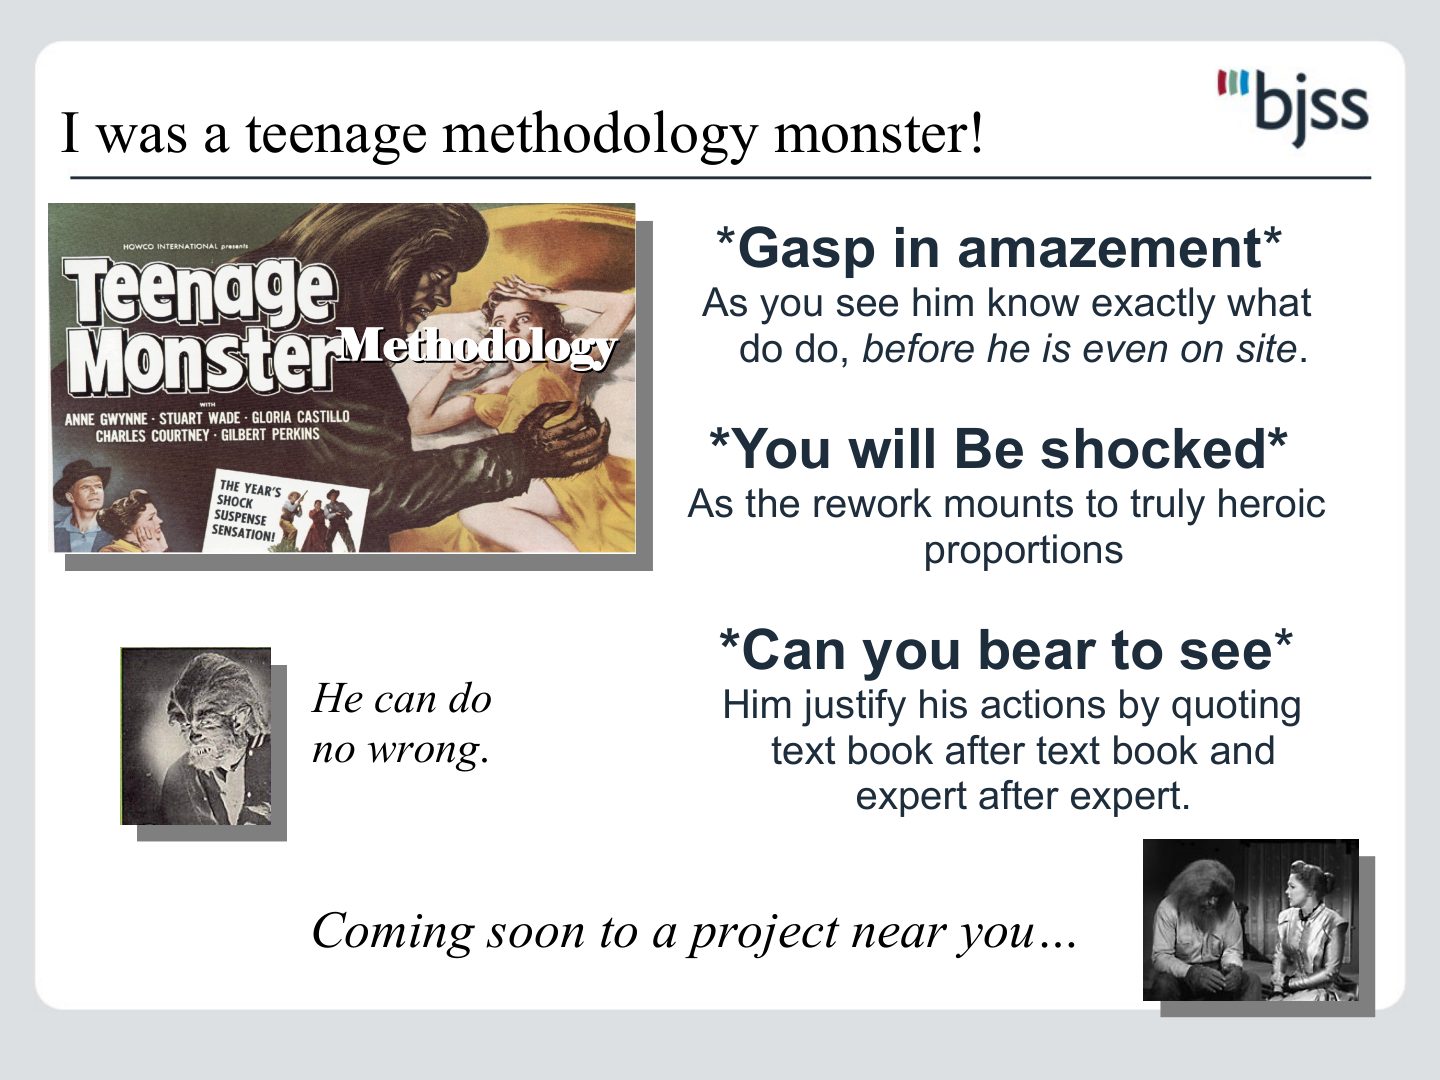 bjss
I was a teenage methodology monster!
HOWCO INTERNATIONAL presents
Teenage
Monster
Methodology
WITH
ANNE GWYNNE · STUART WADE · GLORIA CASTILLO
CHARLES COURTNEY · GILBERT PERKINS
THE YEAR'S
SHOCK
SUSPENSE
SENSATION!
*Gasp in amazement*
As you see him know exactly what
do do, before he is even on site.
*You will Be shocked*
As the rework mounts to truly heroic
proportions
*Can you bear to see*
Him justify his actions by quoting
text book after text book and
expert after expert.
He can do
no wrong.
Coming soon to a project near you…